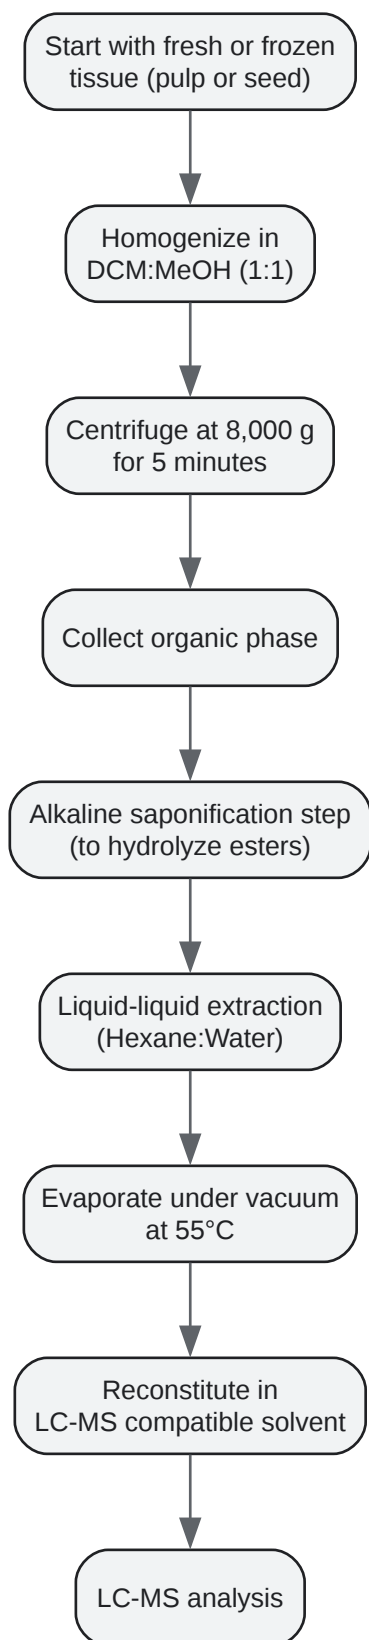 Start with fresh or frozen
tissue (pulp or seed)
Homogenize in
DCM:MeOH (1:1)
Centrifuge at 8,000 g
for 5 minutes
Collect organic phase
Alkaline saponification step
(to hydrolyze esters)
Liquid-liquid extraction
(Hexane:Water)
Evaporate under vacuum
at 55°C
Reconstitute in
LC-MS compatible solvent
LC-MS analysis